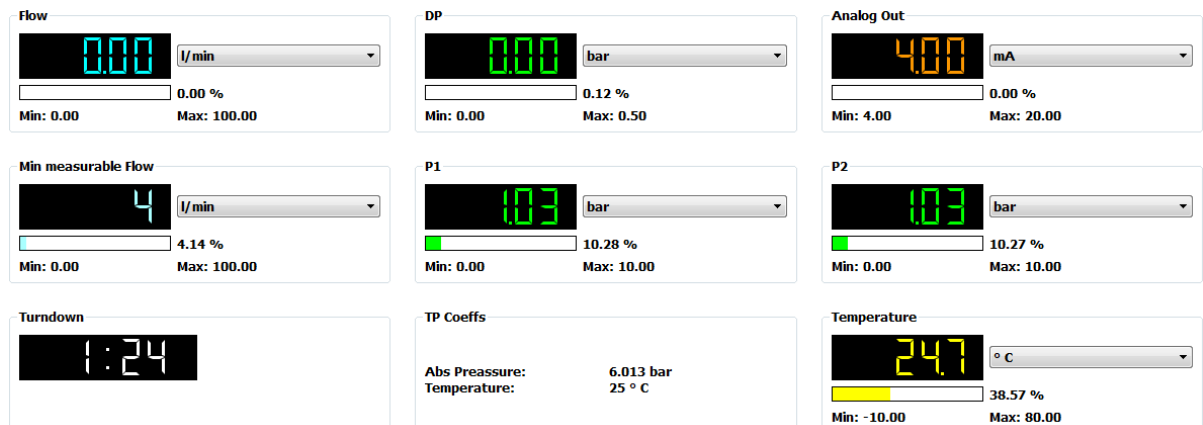 Flow
0.00 l/min
0.00 %
Min: 0.00 Max: 100.00
DP
0.00 bar
0.12 %
Min: 0.00 Max: 0.50
Analog Out
4.00 mA
0.00 %
Min: 4.00 Max: 20.00
Min measurable Flow
4 l/min
4.14 %
Min: 0.00 Max: 100.00
P1
1.03 bar
10.28 %
Min: 0.00 Max: 10.00
P2
1.03 bar
10.27 %
Min: 0.00 Max: 10.00
Turndown
1:24
TP Coeffs
Abs Preassure: 6.013 bar
Temperature: 25 ° C
Temperature
24.7 ° C
38.57 %
Min: -10.00 Max: 80.00